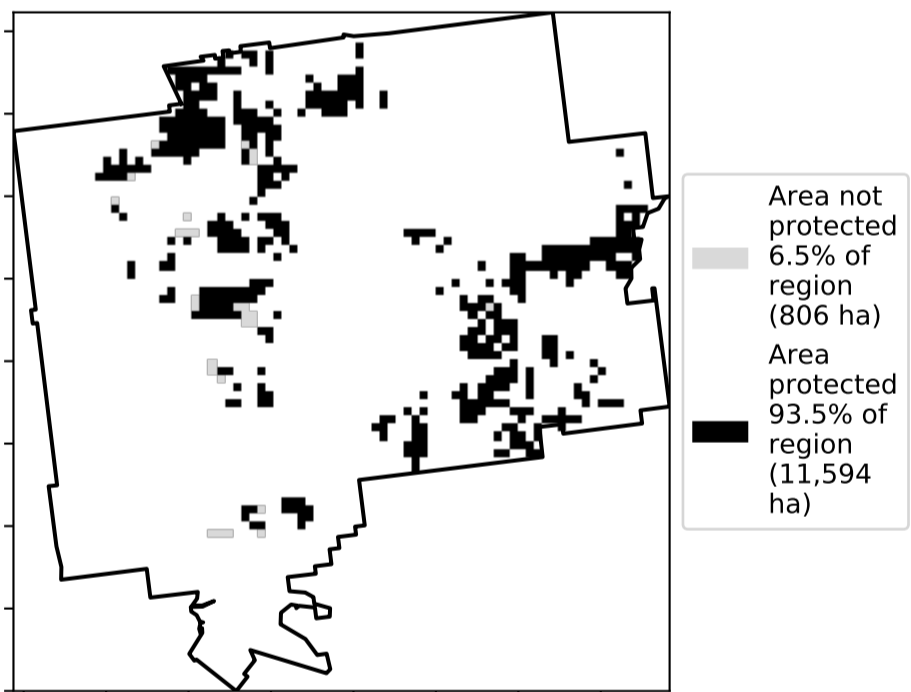 Area not
protected
6.5% of
region
(806 ha)
Area
protected
93.5% of
region
(11,594
ha)